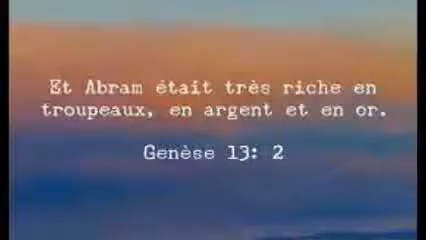 Et Abram était très riche en
troupeaux, en argent et en or.
Genèse 13: 2